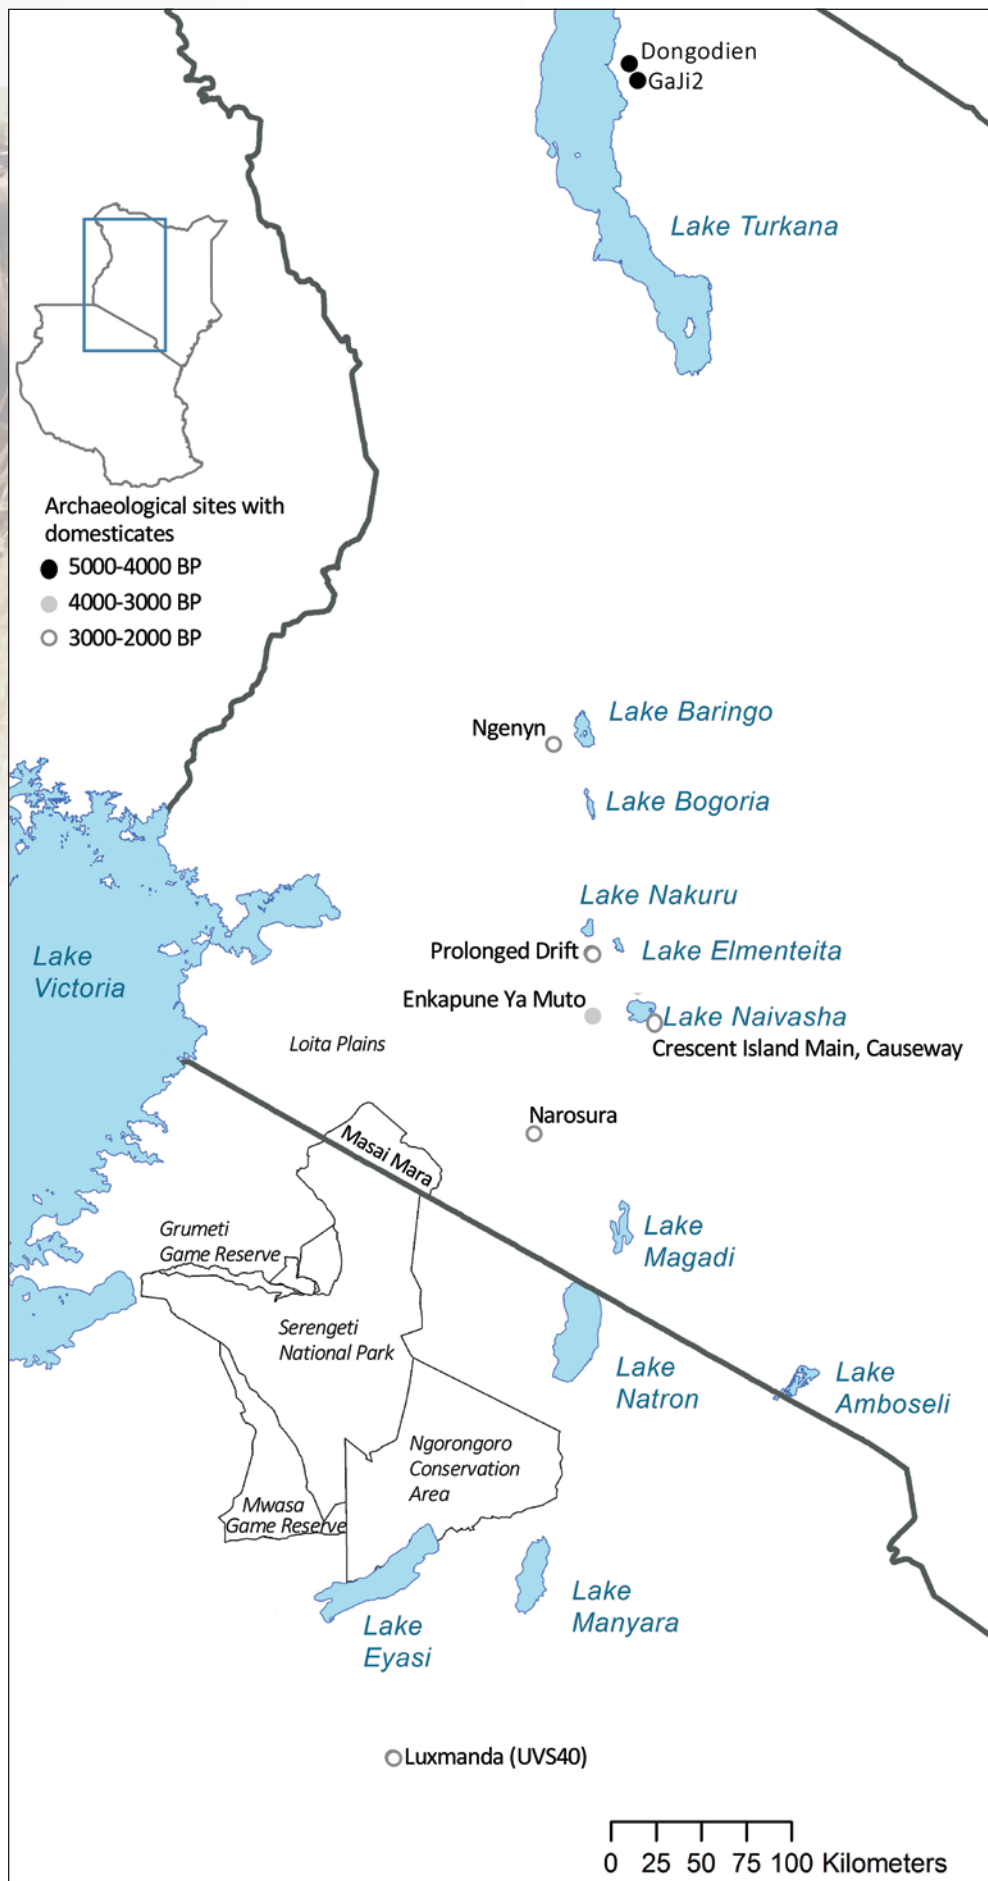 Dongodien
GaJi2
Lake Turkana
Archaeological sites with
domesticates
5000-4000 BP
4000-3000 BP
3000-2000 BP
Lake Baringo
Ngenyn
Lake Bogoria
Lake Nakuru
Prolonged Drift
Lake Elmenteita
Lake
Victoria
Enkapune Ya Muto
Lake Naivasha
Loita Plains
Crescent Island Main, Causeway
Narosura
Masai Mara
Grumeti
Game Reserve
Lake
Magadi
Serengeti
National Park
Lake
Natron
Lake
Amboseli
Ngorongoro
Conservation
Area
Mwasa
Game Reserve
Lake
Manyara
Lake
Eyasi
Luxmanda (UVS40)
0 25 50 75 100 Kilometers